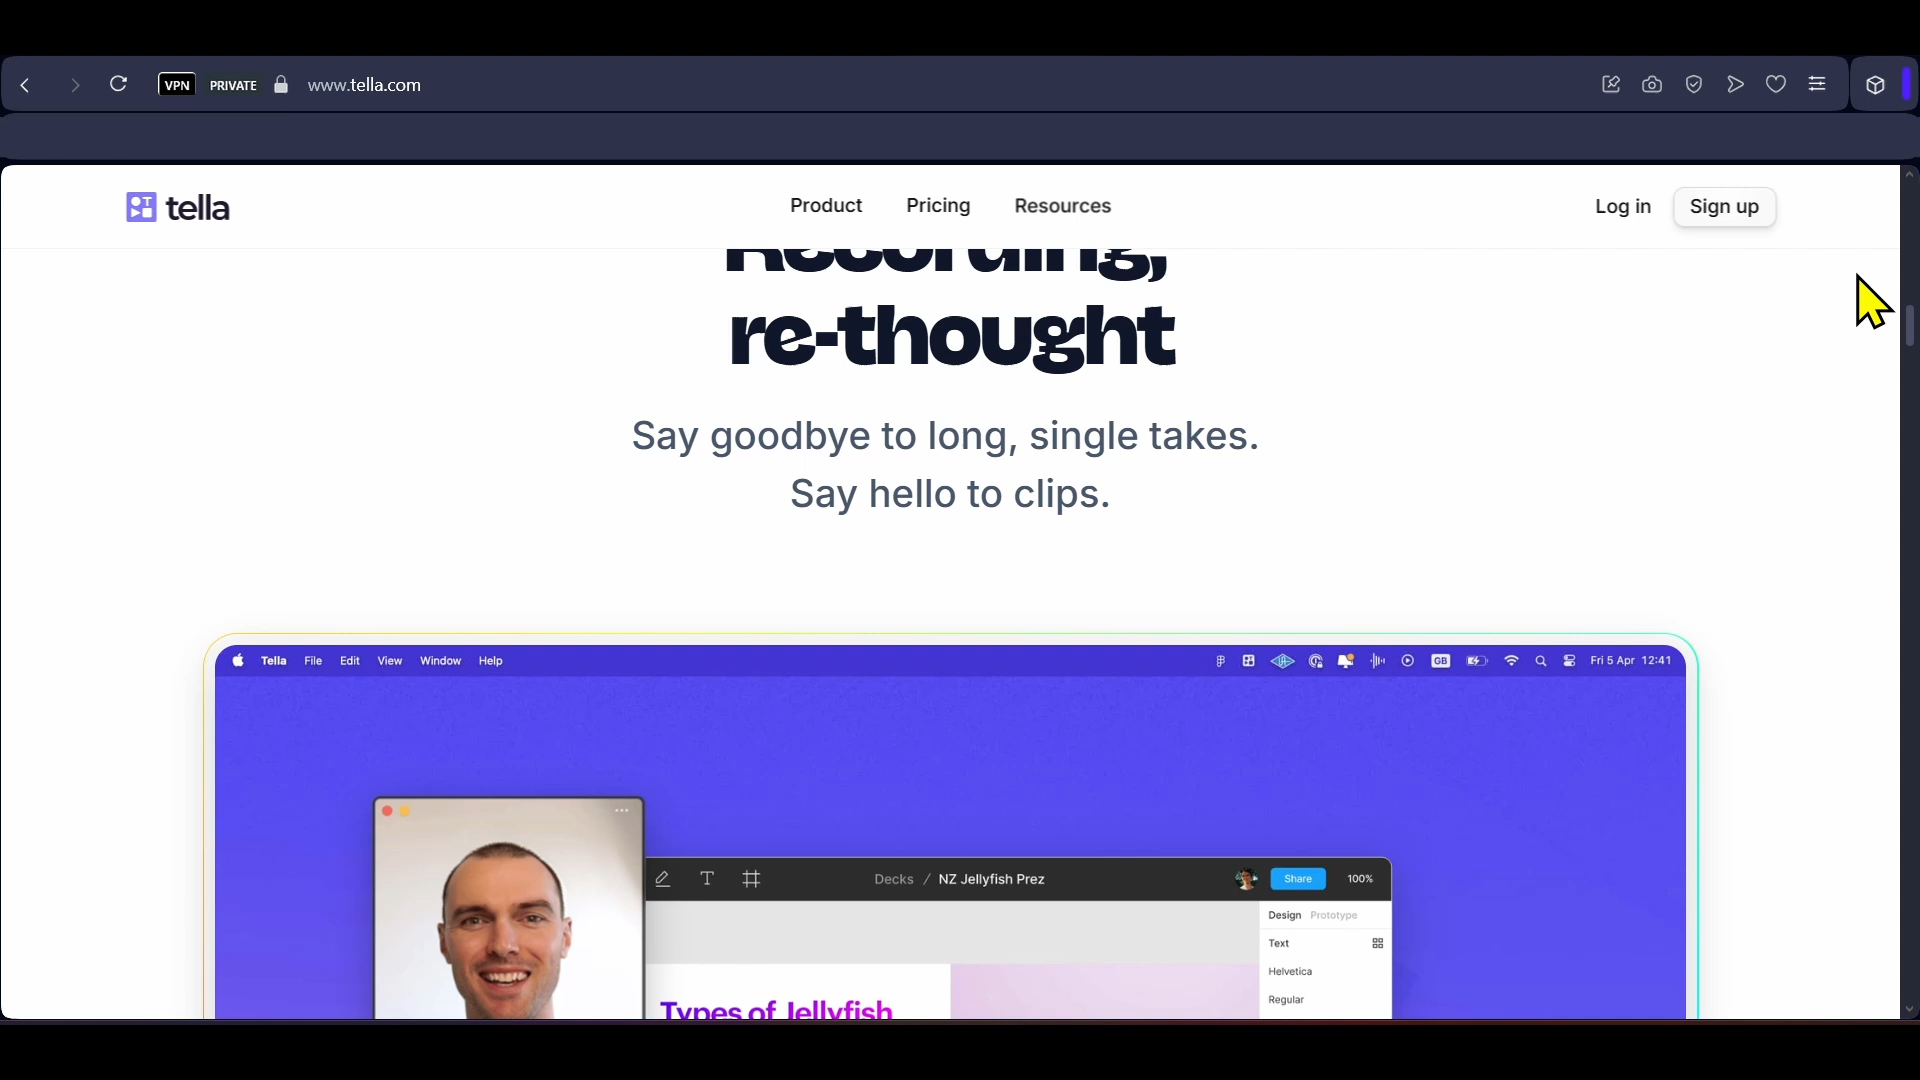 VPN PRIVATE www.tella.com
tella
Product Pricing Resources
Log in Sign up
Recording,
re-thought
Say goodbye to long, single takes.
Say hello to clips.
Tella File Edit View Window Help
GB Fri 5 Apr 12:41
Decks / NZ Jellyfish Prez
Share 100%
Design Prototype
Text
Helvetica
Regular
Types of Jellyfish